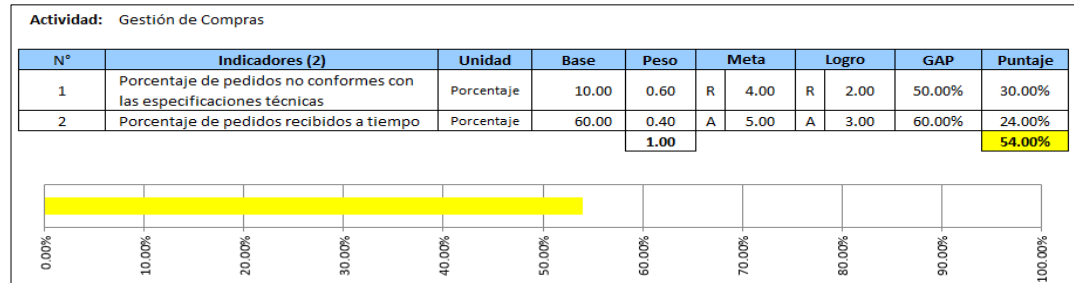 Actividad: Gestión de Compras
N° Indicadores (2) Unidad Base Peso Meta Logro GAP Puntaje
1 Porcentaje de pedidos no conformes con las especificaciones técnicas Porcentaje 10.00 0.60 R 4.00 R 2.00 50.00% 30.00%
2 Porcentaje de pedidos recibidos a tiempo Porcentaje 60.00 0.40 A 5.00 A 3.00 60.00% 24.00%
1.00 54.00%
0.00% 10.00% 20.00% 30.00% 40.00% 50.00% 60.00% 70.00% 80.00% 90.00% 100.00%